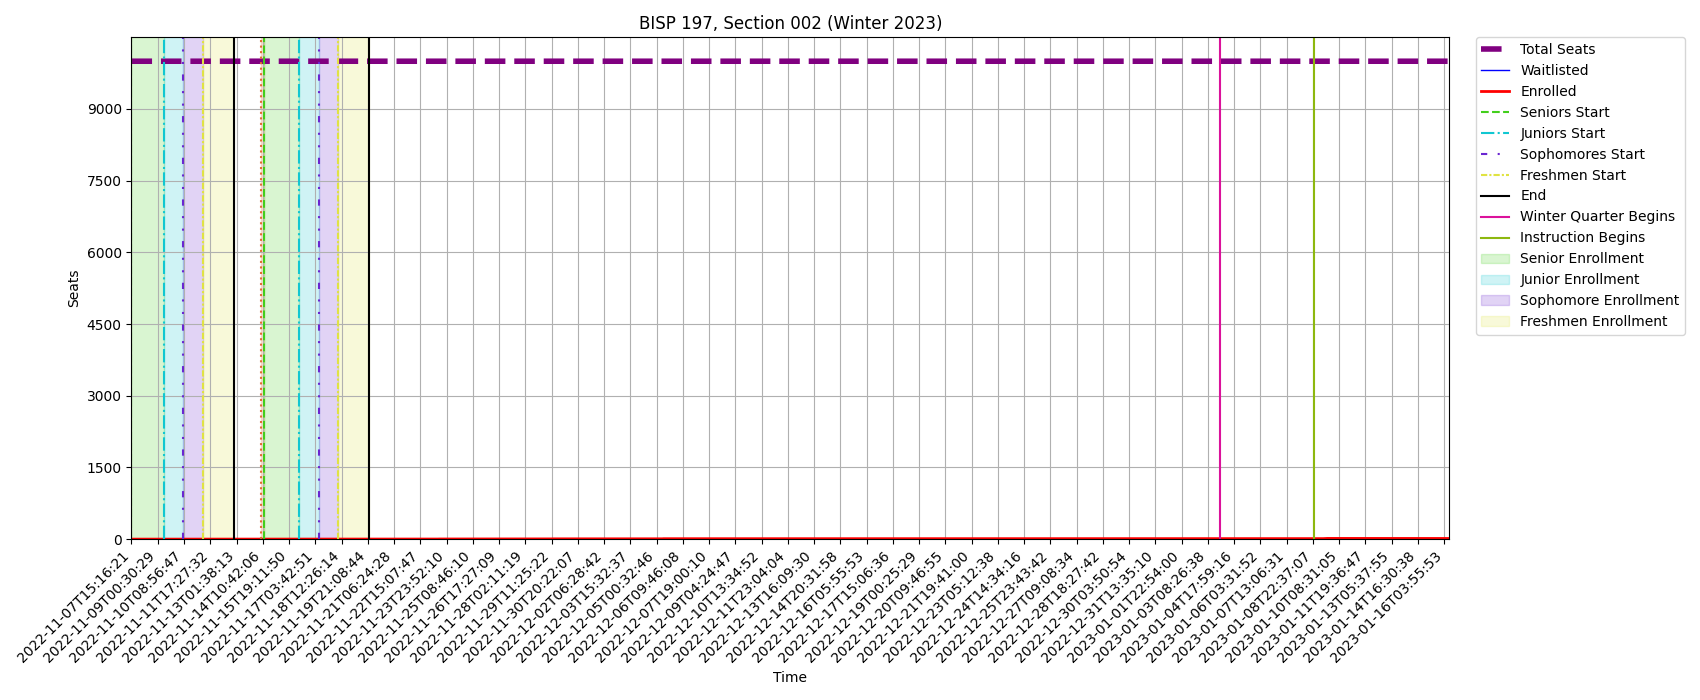 BISP 197, Section 002 (Winter 2023)
Total Seats
Waitlisted
Enrolled
Seniors Start
Juniors Start
Sophomores Start
Freshmen Start
End
Winter Quarter Begins
Instruction Begins
Senior Enrollment
Junior Enrollment
Sophomore Enrollment
Freshmen Enrollment
Seats
9000
7500
6000
4500
3000
1500
0
2022-11-07T15:16:21
2022-11-09T00:30:29
2022-11-10T08:56:47
2022-11-11T17:27:32
2022-11-13T01:38:13
2022-11-14T10:42:06
2022-11-15T19:11:50
2022-11-17T03:42:51
2022-11-18T12:26:14
2022-11-19T21:08:44
2022-11-21T06:24:28
2022-11-22T15:07:47
2022-11-23T23:52:10
2022-11-25T08:46:10
2022-11-26T17:27:09
2022-11-28T02:11:19
2022-11-29T11:25:22
2022-11-30T20:22:07
2022-12-02T06:28:42
2022-12-03T15:32:37
2022-12-05T00:32:46
2022-12-06T09:46:08
2022-12-07T19:00:10
2022-12-09T04:24:47
2022-12-10T13:34:52
2022-12-11T23:04:04
2022-12-13T16:09:30
2022-12-14T20:31:58
2022-12-16T05:55:53
2022-12-17T15:06:36
2022-12-19T00:25:29
2022-12-20T09:46:55
2022-12-21T19:41:00
2022-12-23T05:12:38
2022-12-24T14:34:16
2022-12-25T23:43:42
2022-12-27T09:08:34
2022-12-28T18:27:42
2022-12-30T03:50:54
2022-12-31T13:35:10
2023-01-01T22:54:00
2023-01-03T08:26:38
2023-01-04T17:59:16
2023-01-06T03:31:52
2023-01-07T13:06:31
2023-01-08T22:37:07
2023-01-10T08:31:05
2023-01-11T19:36:47
2023-01-13T05:37:55
2023-01-14T16:30:38
2023-01-16T03:55:53
Time